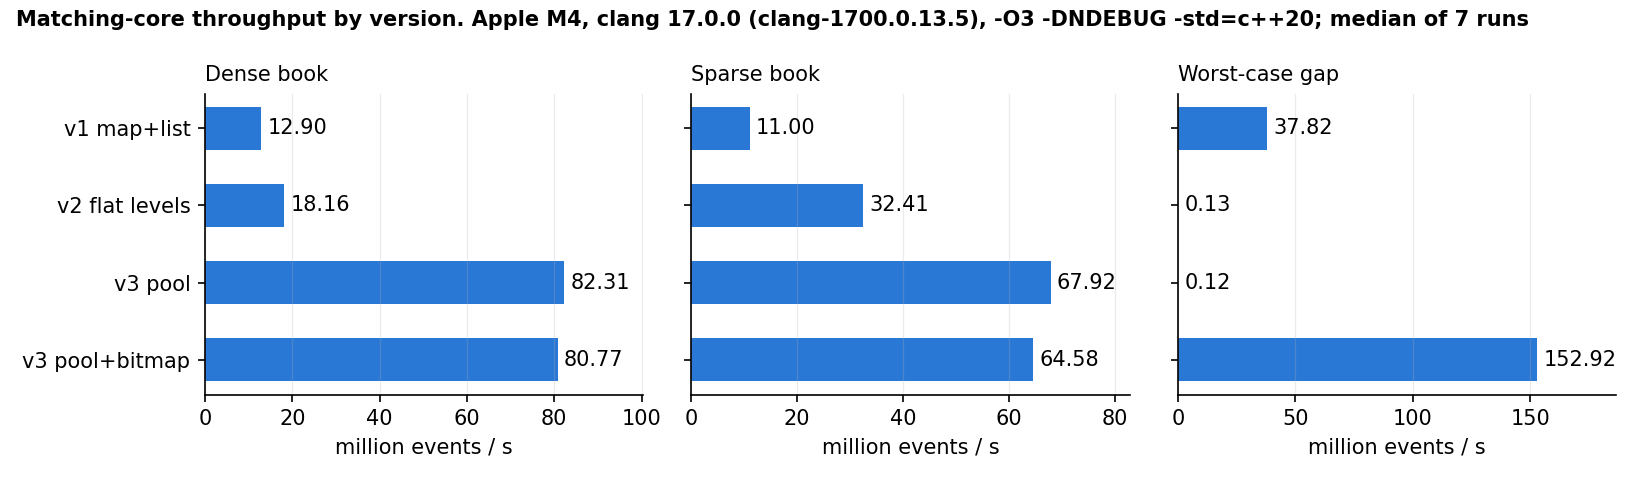 Matching-core throughput by version. Apple M4, clang 17.0.0 (clang-1700.0.13.5), -O3 -DNDEBUG -std=c++20; median of 7 runs
Dense book
v1 map+list
12.90
v2 flat levels
18.16
v3 pool
82.31
v3 pool+bitmap
80.77
0 20 40 60 80 100
million events / s
Sparse book
11.00
32.41
67.92
64.58
0 20 40 60 80
million events / s
Worst-case gap
37.82
0.13
0.12
152.92
0 50 100 150
million events / s